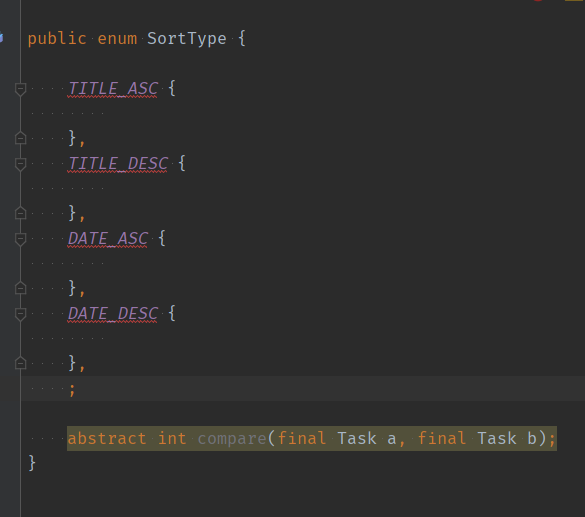 public enum SortType {
TITLE_ASC {
},
TITLE_DESC {
},
DATE_ASC {
},
DATE_DESC {
},
;
abstract int compare(final Task a, final Task b);
}